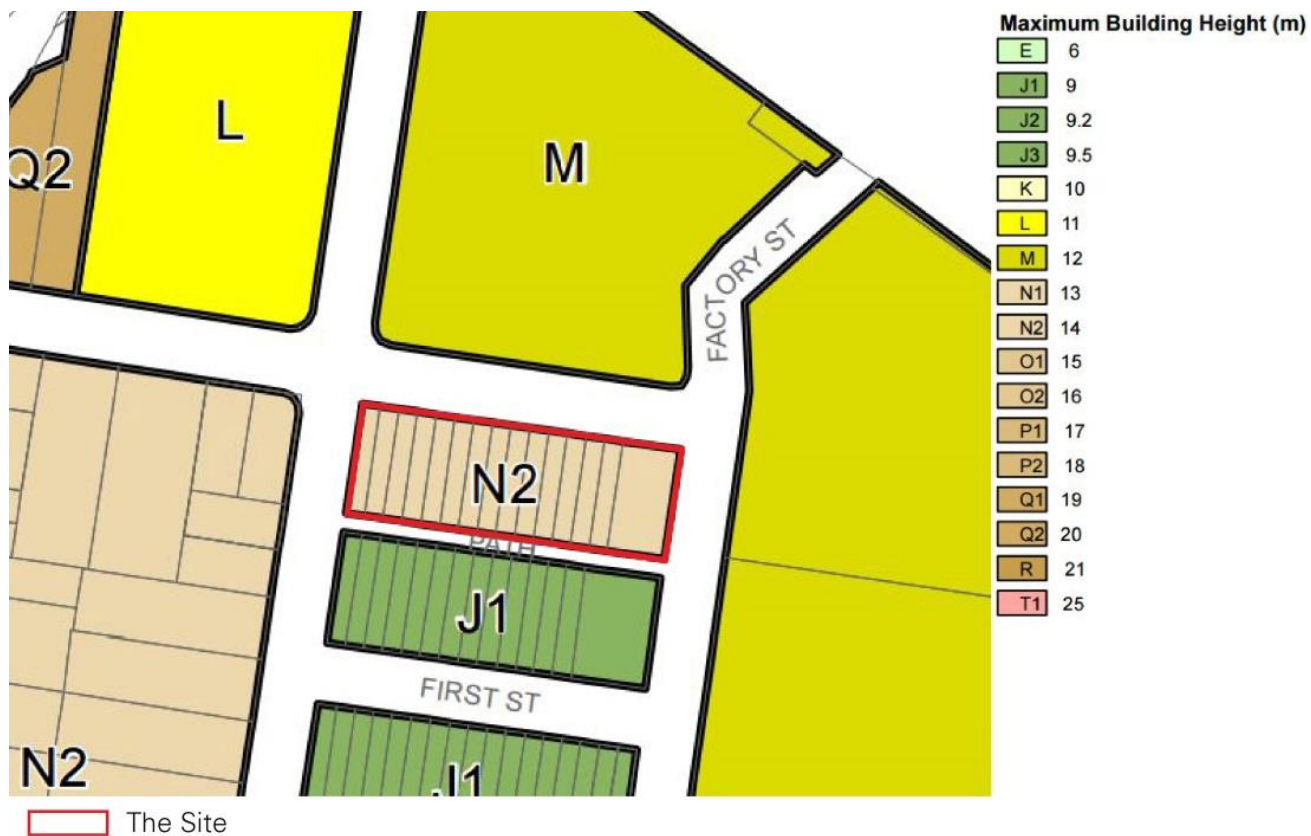 Maximum Building Height (m)
E 6
J1 9
J2 9.2
J3 9.5
K 10
L 11
M 12
N1 13
N2 14
O1 15
O2 16
P1 17
P2 18
Q1 19
Q2 20
R 21
T1 25
L
M
Q2
FACTORY ST
N2
PATH
J1
FIRST ST
N2
J1
The Site